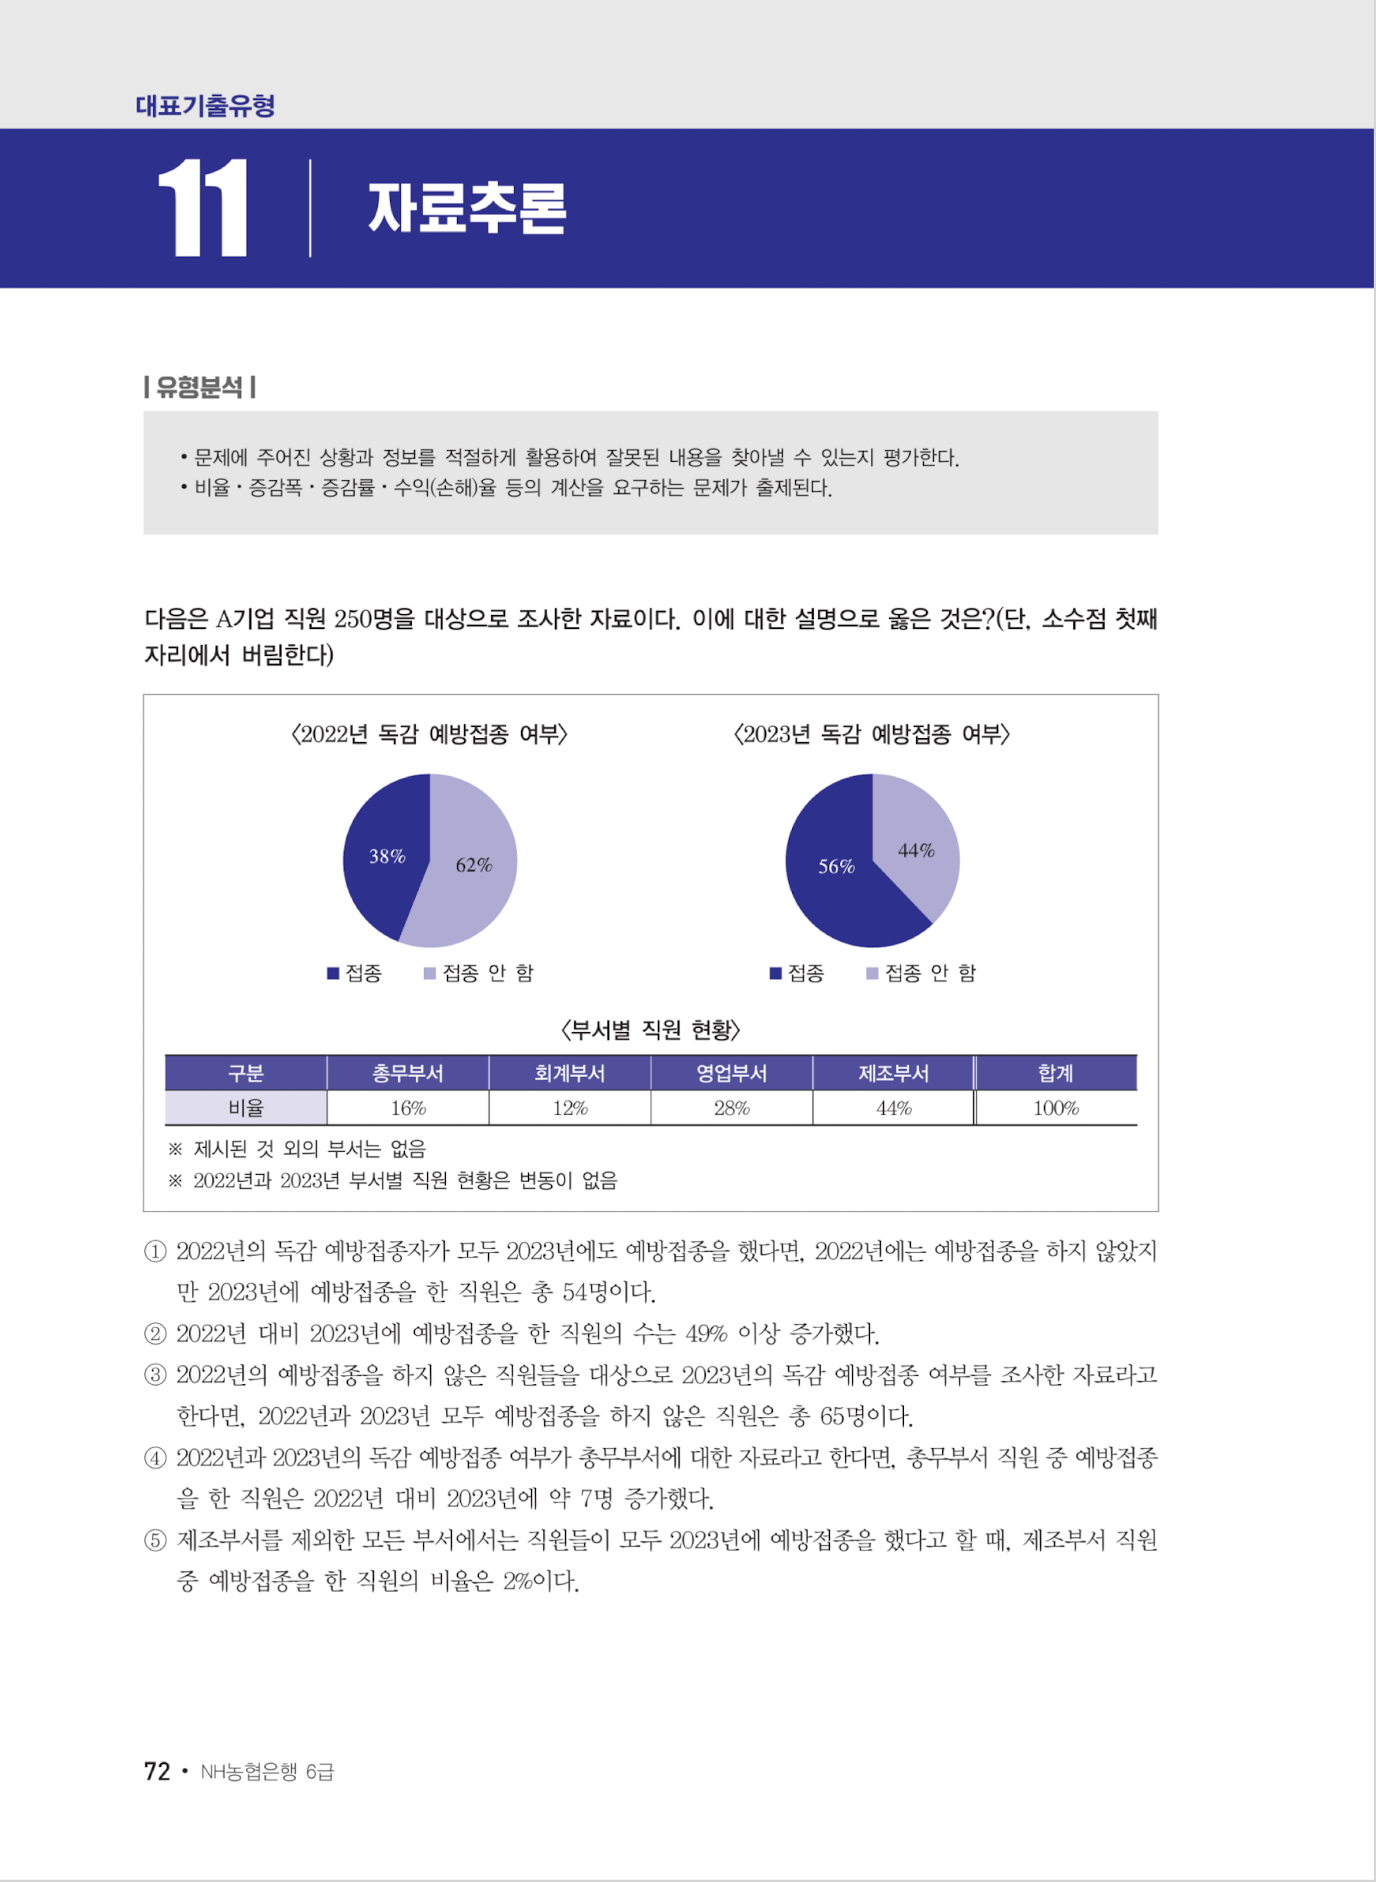 대표기출유형
11 자료추론
| 유형분석 |
• 문제에 주어진 상황과 정보를 적절하게 활용하여 잘못된 내용을 찾아낼 수 있는지 평가한다.
• 비율・증감폭・증감률・수익(손해)율 등의 계산을 요구하는 문제가 출제된다.
다음은 A기업 직원 250명을 대상으로 조사한 자료이다. 이에 대한 설명으로 옳은 것은?(단, 소수점 첫째
자리에서 버림한다)
〈2022년 독감 예방접종 여부〉 〈2023년 독감 예방접종 여부〉
38% 62% 56% 44%
■ 접종 ■ 접종 안 함 ■ 접종 ■ 접종 안 함
〈부서별 직원 현황〉
구분 총무부서 회계부서 영업부서 제조부서 합계
비율 16% 12% 28% 44% 100%
※ 제시된 것 외의 부서는 없음
※ 2022년과 2023년 부서별 직원 현황은 변동이 없음
① 2022년의 독감 예방접종자가 모두 2023년에도 예방접종을 했다면, 2022년에는 예방접종을 하지 않았지
만 2023년에 예방접종을 한 직원은 총 54명이다.
② 2022년 대비 2023년에 예방접종을 한 직원의 수는 49% 이상 증가했다.
③ 2022년의 예방접종을 하지 않은 직원들을 대상으로 2023년의 독감 예방접종 여부를 조사한 자료라고
한다면, 2022년과 2023년 모두 예방접종을 하지 않은 직원은 총 65명이다.
④ 2022년과 2023년의 독감 예방접종 여부가 총무부서에 대한 자료라고 한다면, 총무부서 직원 중 예방접종
을 한 직원은 2022년 대비 2023년에 약 7명 증가했다.
⑤ 제조부서를 제외한 모든 부서에서는 직원들이 모두 2023년에 예방접종을 했다고 할 때, 제조부서 직원
중 예방접종을 한 직원의 비율은 2%이다.
72 • NH농협은행 6급